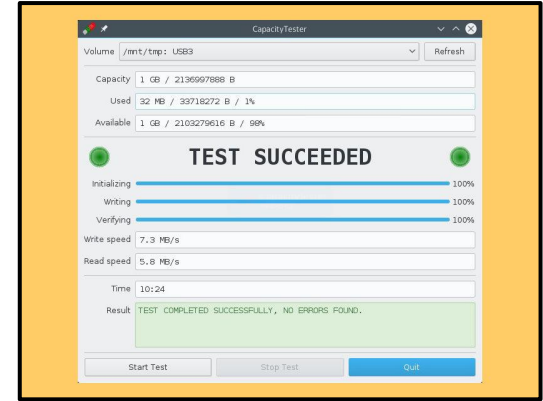 CapacityTester
Volume /mnt/tmp: USB3 Refresh
Capacity 1 GB / 2136997888 B
Used 32 MB / 33718272 B / 1%
Available 1 GB / 2103279616 B / 98%
TEST SUCCEEDED
Initializing 100%
Writing 100%
Verifying 100%
Write speed 7.3 MB/s
Read speed 5.8 MB/s
Time 10:24
Result TEST COMPLETED SUCCESSFULLY, NO ERRORS FOUND.
Start Test Stop Test Quit